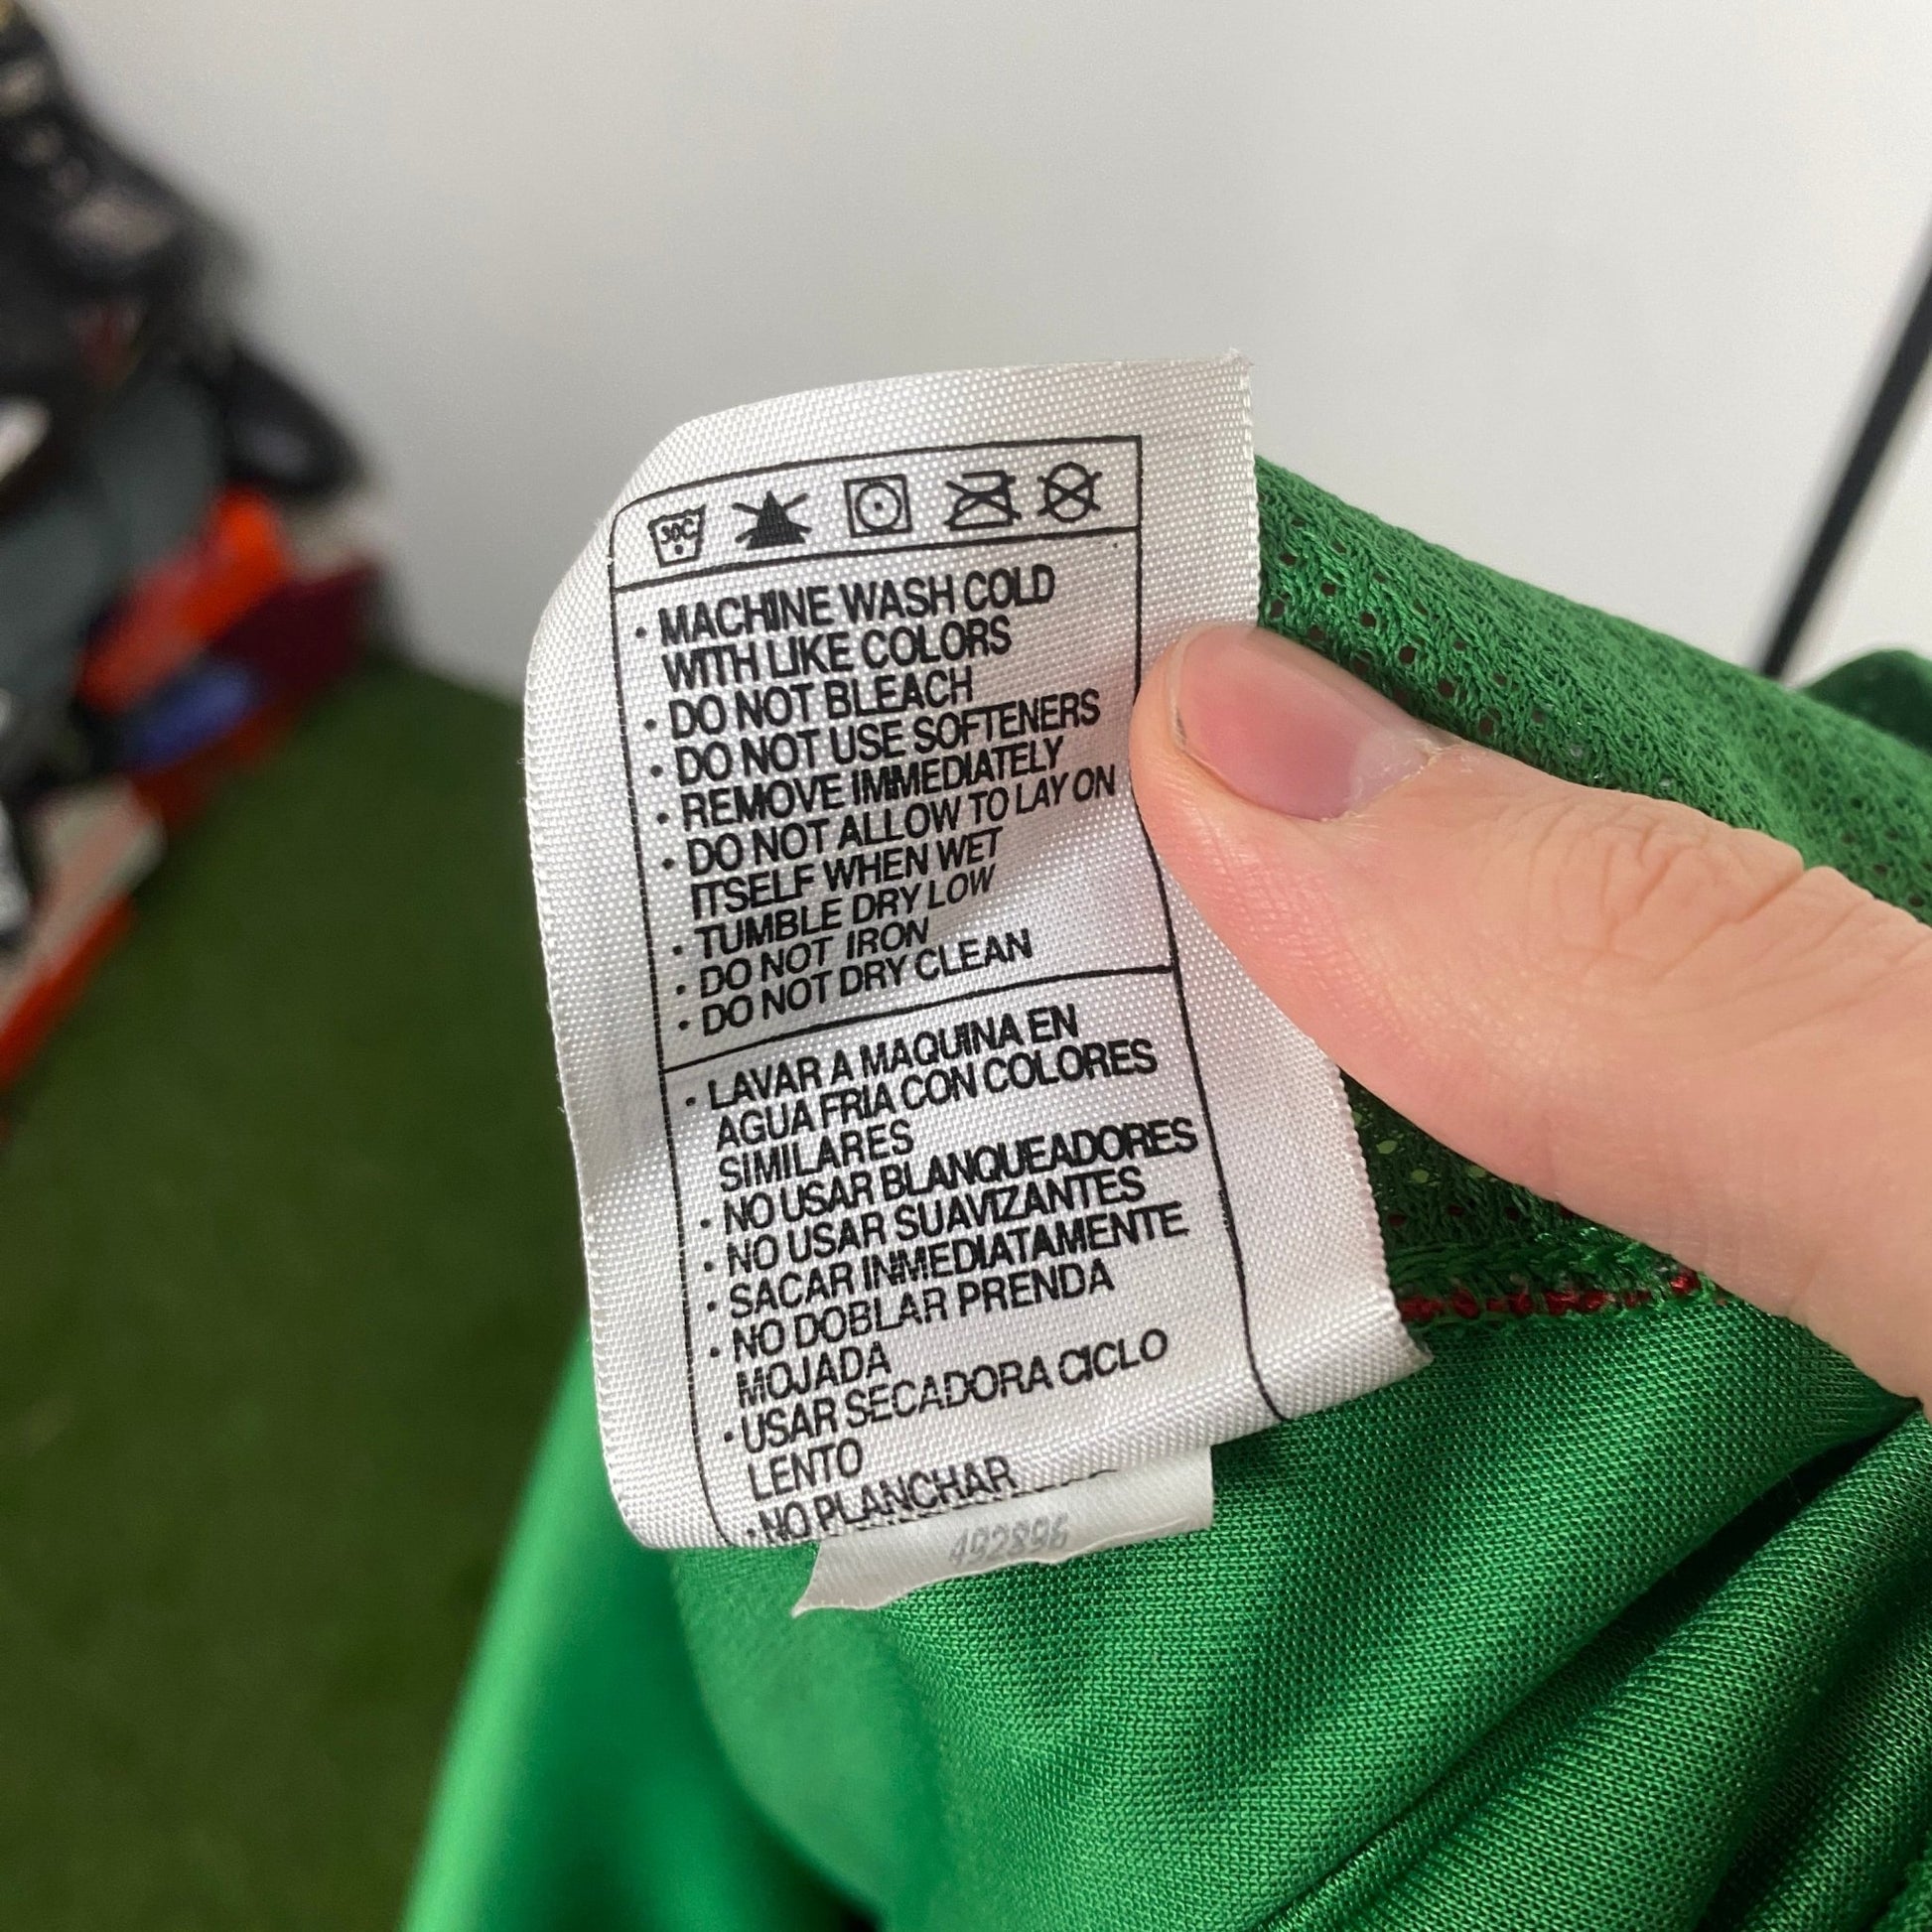 30C
• MACHINE WASH COLD
WITH LIKE COLORS
• DO NOT BLEACH
• DO NOT USE SOFTENERS
• REMOVE IMMEDIATELY
• DO NOT ALLOW TO LAY ON
ITSELF WHEN WET
• TUMBLE DRY LOW
• DO NOT IRON
• DO NOT DRY CLEAN
• LAVAR A MAQUINA EN
AGUA FRIA CON COLORES
SIMILARES
• NO USAR BLANQUEADORES
• NO USAR SUAVIZANTES
• SACAR INMEDIATAMENTE
• NO DOBLAR PRENDA
MOJADA
• USAR SECADORA CICLO
LENTO
• NO PLANCHAR
492896